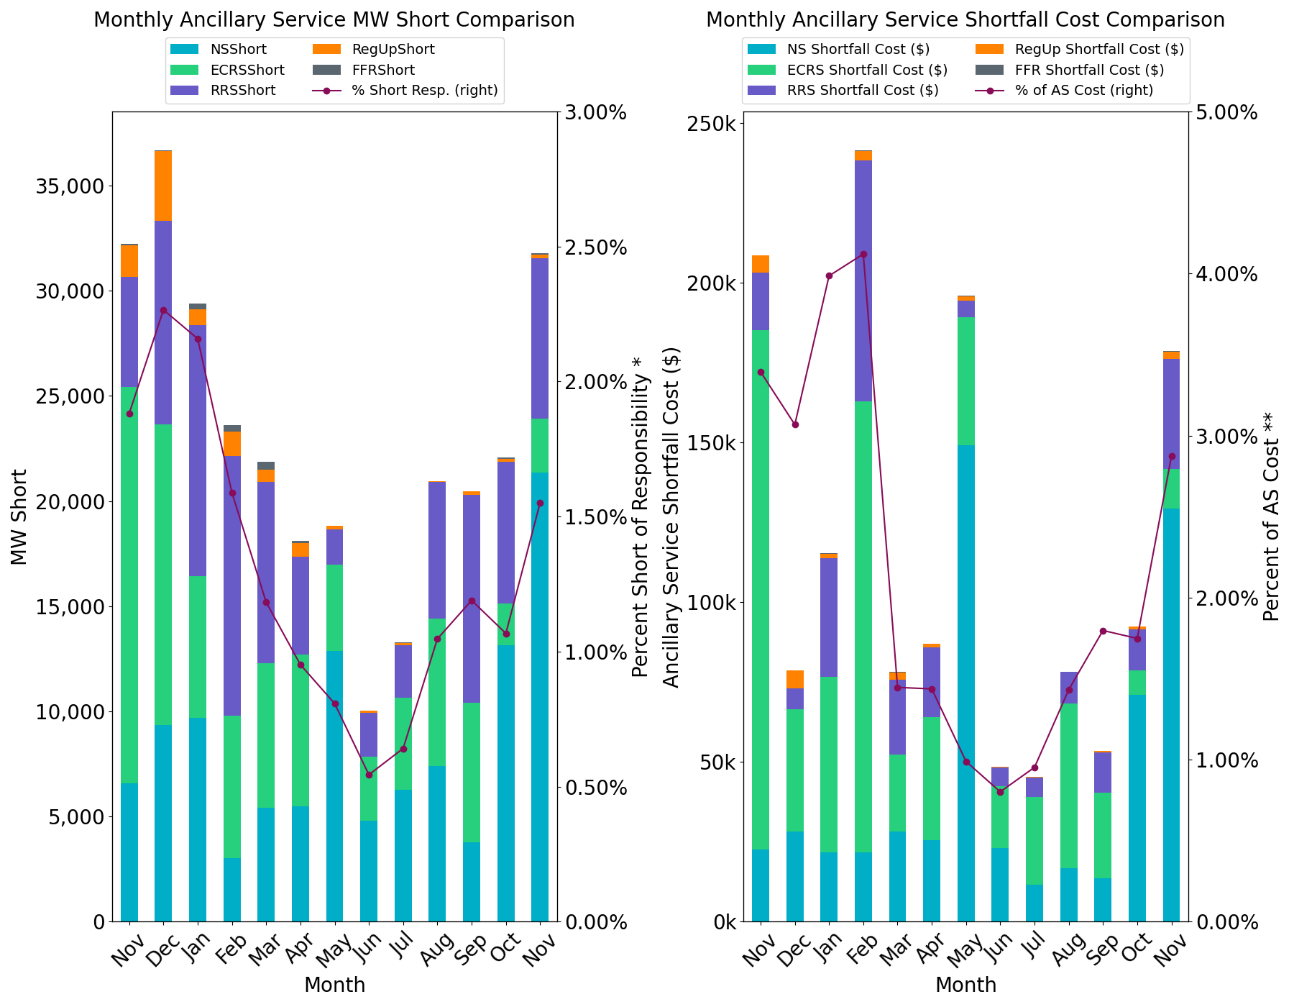 Monthly Ancillary Service MW Short Comparison
NSShort
ECRSShort
RRSShort
RegUpShort
FFRShort
% Short Resp. (right)
MW Short
35,000
30,000
25,000
20,000
15,000
10,000
5,000
0
3.00%
2.50%
2.00%
1.50%
1.00%
0.50%
0.00%
Percent Short of Responsibility *
Nov
Dec
Jan
Feb
Mar
Apr
May
Jun
Jul
Aug
Sep
Oct
Nov
Month
Monthly Ancillary Service Shortfall Cost Comparison
NS Shortfall Cost ($)
ECRS Shortfall Cost ($)
RRS Shortfall Cost ($)
RegUp Shortfall Cost ($)
FFR Shortfall Cost ($)
% of AS Cost (right)
Ancillary Service Shortfall Cost ($)
250k
200k
150k
100k
50k
0k
5.00%
4.00%
3.00%
2.00%
1.00%
0.00%
Percent of AS Cost **
Nov
Dec
Jan
Feb
Mar
Apr
May
Jun
Jul
Aug
Sep
Oct
Nov
Month